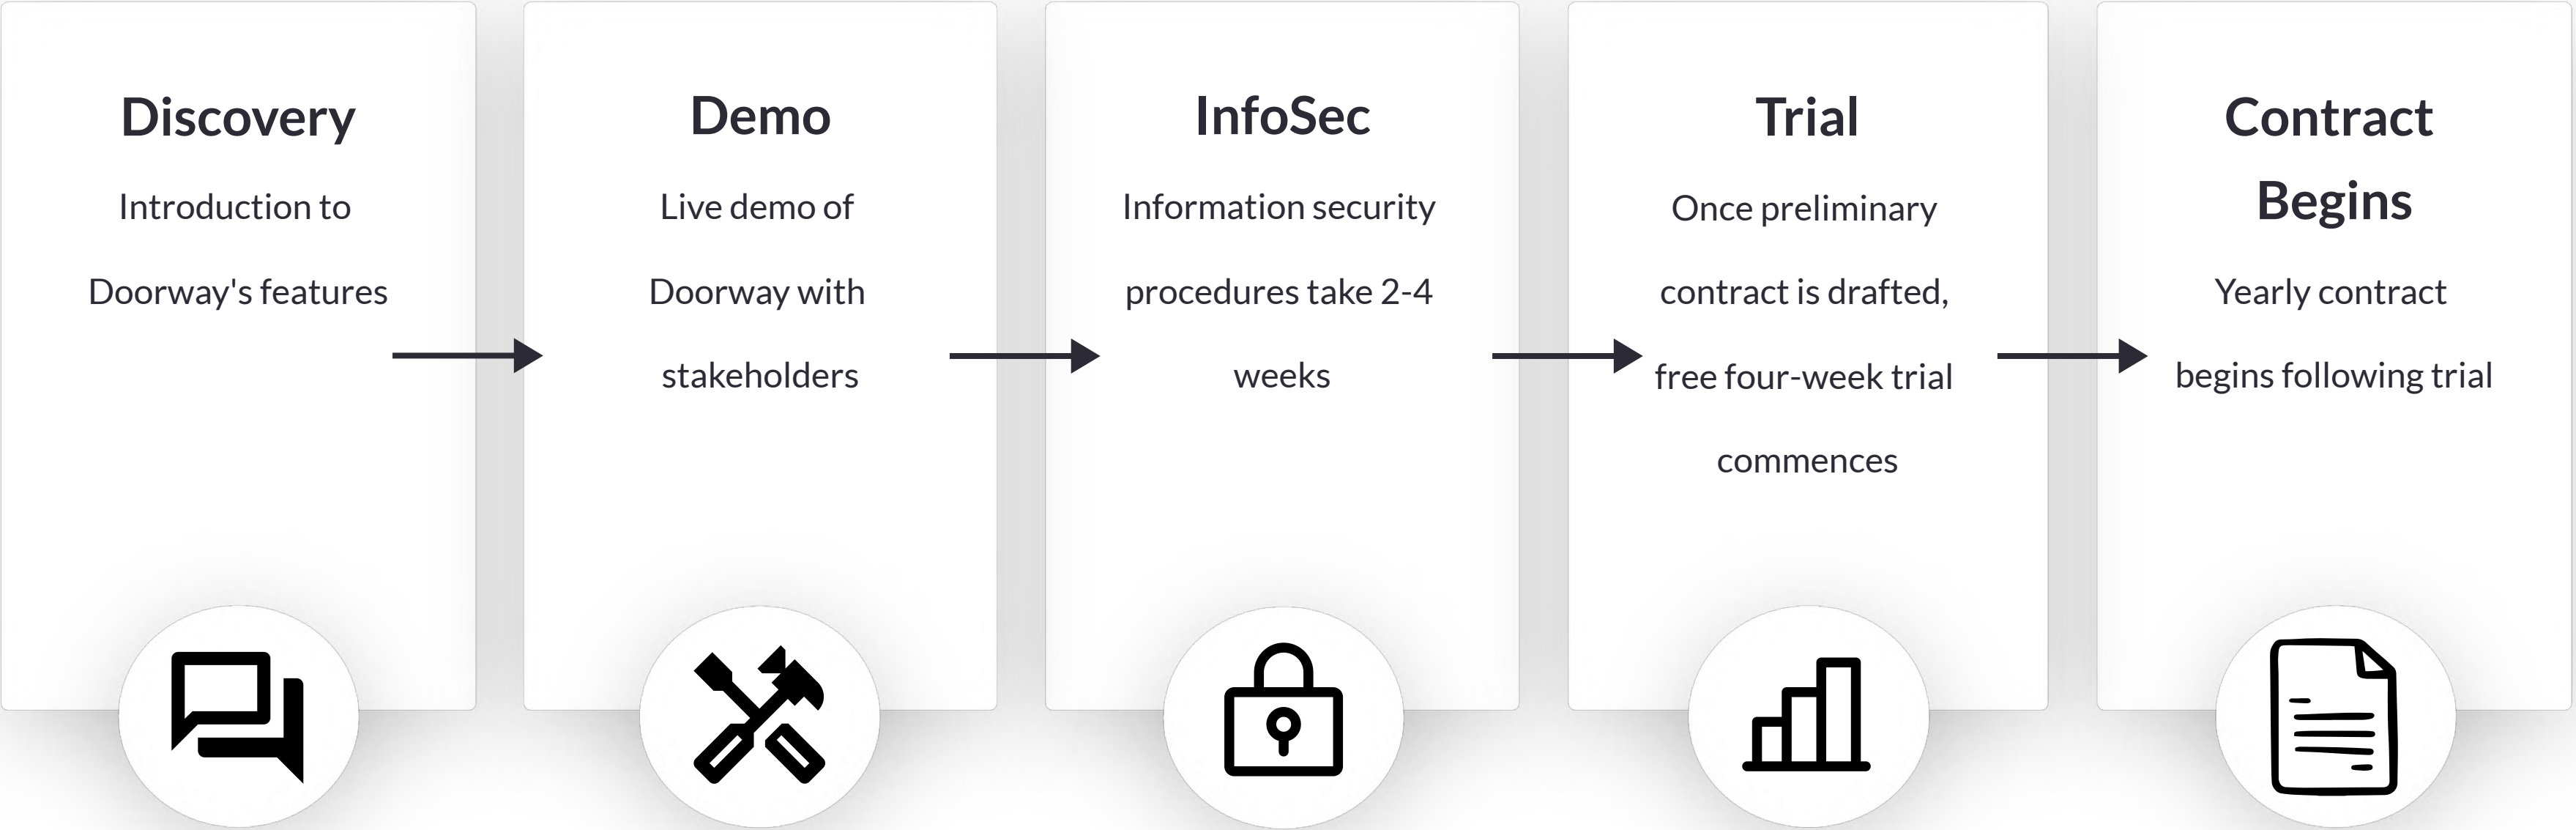 Discovery
Introduction to
Doorway's features
Demo
Live demo of
Doorway with
stakeholders
InfoSec
Information security
procedures take 2-4
weeks
Trial
Once preliminary
contract is drafted,
free four-week trial
commences
Contract
Begins
Yearly contract
begins following trial